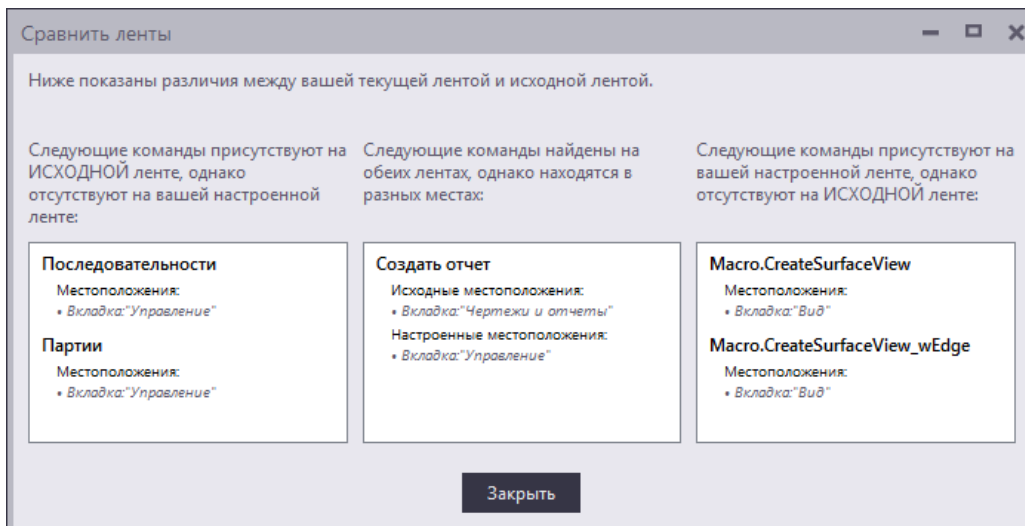 Сравнить ленты
Ниже показаны различия между вашей текущей лентой и исходной лентой.
Следующие команды присутствуют на
ИСХОДНОЙ ленте, однако
отсутствуют на вашей настроенной
ленте:
Последовательности
Местоположения:
• Вкладка:"Управление"
Партии
Местоположения:
• Вкладка:"Управление"
Следующие команды найдены на
обеих лентах, однако находятся в
разных местах:
Создать отчет
Исходные местоположения:
• Вкладка:"Чертежи и отчеты"
Настроенные местоположения:
• Вкладка:"Управление"
Следующие команды присутствуют на
вашей настроенной ленте, однако
отсутствуют на ИСХОДНОЙ ленте:
Macro.CreateSurfaceView
Местоположения:
• Вкладка:"Вид"
Macro.CreateSurfaceView_wEdge
Местоположения:
• Вкладка:"Вид"
Закрыть